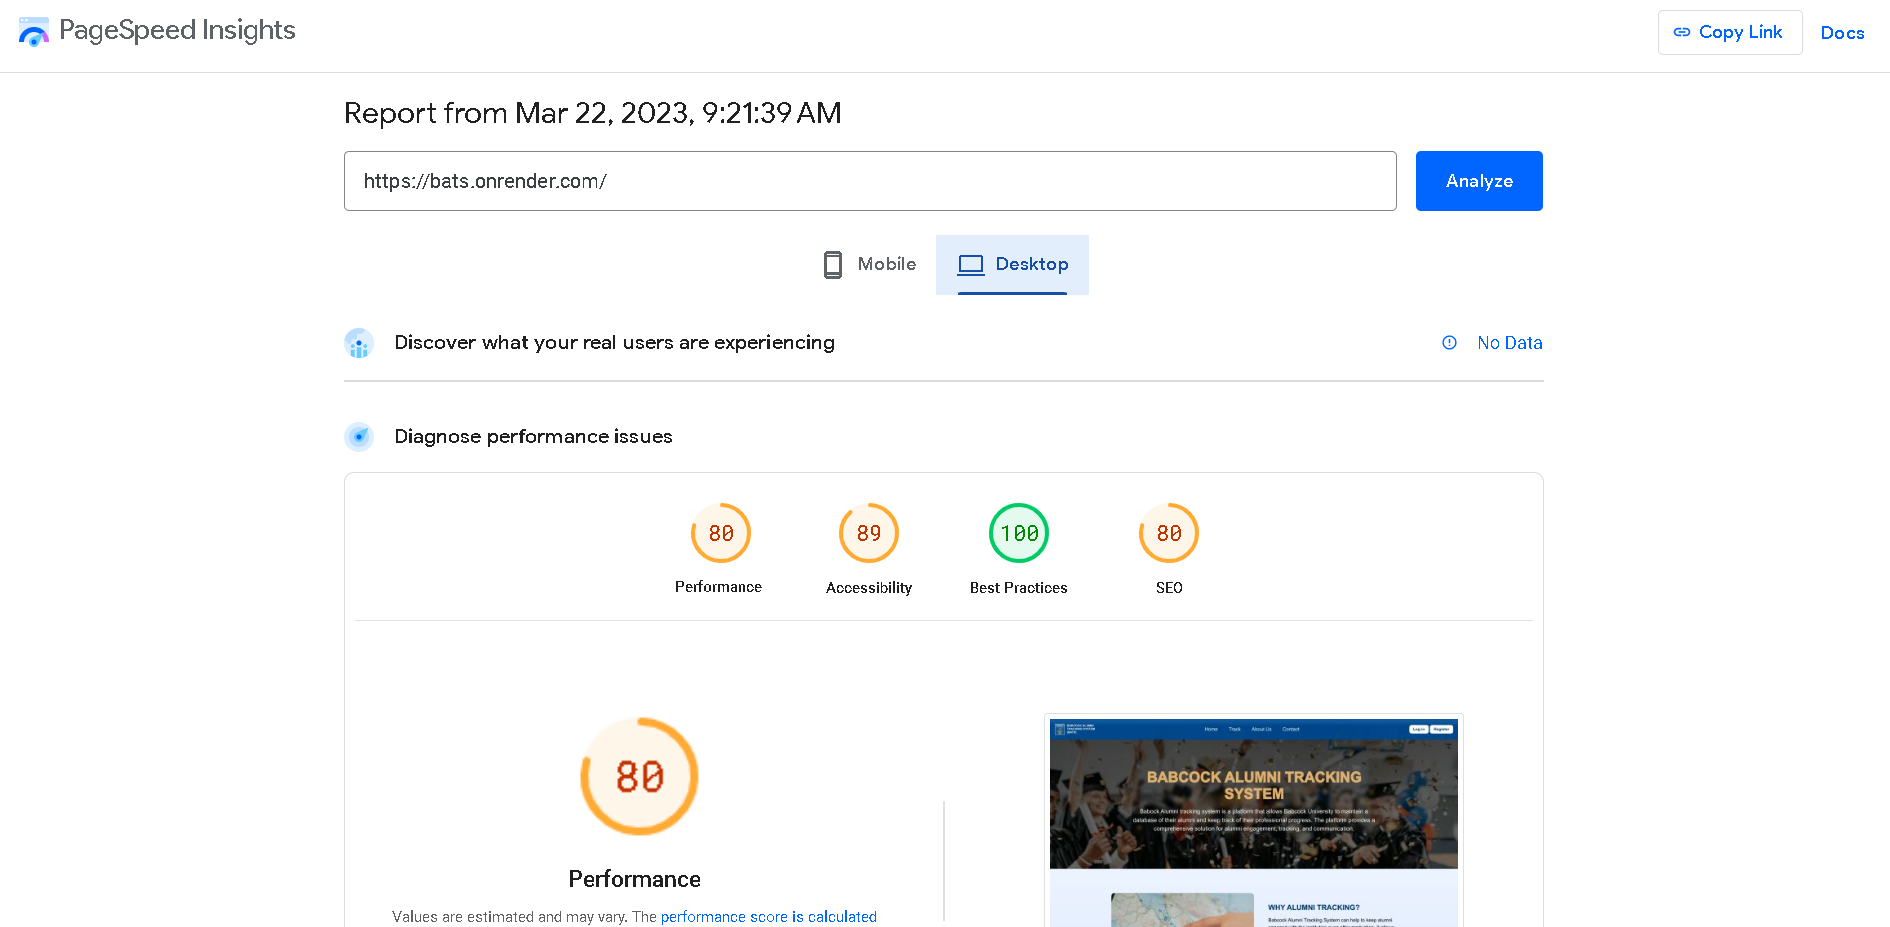 PageSpeed Insights
Copy Link
Docs
Report from Mar 22, 2023, 9:21:39 AM
https://bats.onrender.com/
Analyze
Mobile
Desktop
Discover what your real users are experiencing
No Data
Diagnose performance issues
80
89
100
80
Performance
Accessibility
Best Practices
SEO
80
Performance
Values are estimated and may vary. The performance score is calculated
BABCOCK ALUMNI
TRACKING SYSTEM
(BATS)
Home
Track
About Us
Contact
Log in
Register
BABCOCK ALUMNI TRACKING
SYSTEM
Babock Alumni tracking system is a platform that allows Babcock University to maintain a
database of their alumni and keep track of their professional progress. The platform provides a
comprehensive solution for alumni engagement, tracking, and communication.
WHY ALUMNI TRACKING?
Babcock Alumni Tracking System can help to keep alumni